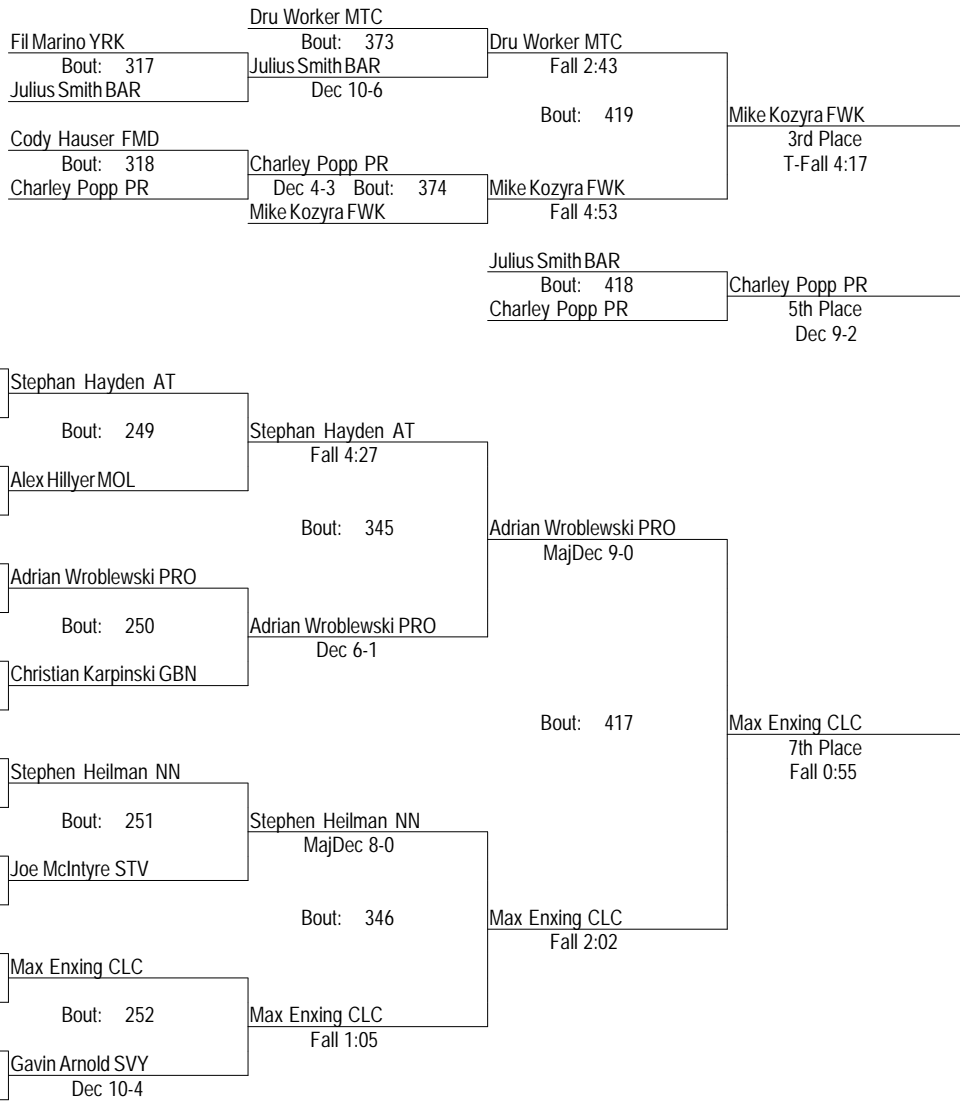 Dru Worker MTC
Fil Marino YRK
Bout: 373
Dru Worker MTC
Bout: 317
Julius Smith BAR
Fall 2:43
Julius Smith BAR
Dec 10-6
Bout: 419
Mike Kozyra FWK
Cody Hauser FMD
3rd Place
Bout: 318
Charley Popp PR
T-Fall 4:17
Charley Popp PR
Dec 4-3 Bout: 374
Mike Kozyra FWK
Mike Kozyra FWK
Fall 4:53
Julius Smith BAR
Bout: 418
Charley Popp PR
Charley Popp PR
5th Place
Dec 9-2
Stephan Hayden AT
Bout: 249
Stephan Hayden AT
Fall 4:27
Alex Hillyer MOL
Bout: 345
Adrian Wroblewski PRO
MajDec 9-0
Adrian Wroblewski PRO
Bout: 250
Adrian Wroblewski PRO
Dec 6-1
Christian Karpinski GBN
Bout: 417
Max Enxing CLC
7th Place
Stephen Heilman NN
Fall 0:55
Bout: 251
Stephen Heilman NN
MajDec 8-0
Joe McIntyre STV
Bout: 346
Max Enxing CLC
Fall 2:02
Max Enxing CLC
Bout: 252
Max Enxing CLC
Fall 1:05
Gavin Arnold SVY
Dec 10-4